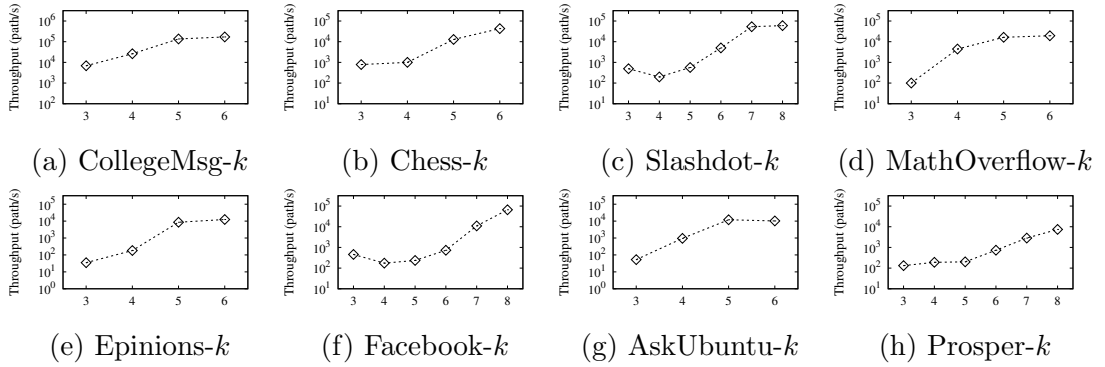 Throughput (path/s)
10^6
10^5
10^4
10^3
10^2
3 4 5 6
(a) CollegeMsg-k
Throughput (path/s)
10^5
10^4
10^3
10^2
10^1
3 4 5 6
(b) Chess-k
Throughput (path/s)
10^5
10^4
10^3
10^2
10^1
3 4 5 6 7 8
(c) Slashdot-k
Throughput (path/s)
10^5
10^4
10^3
10^2
10^1
3 4 5 6
(d) MathOverflow-k
Throughput (path/s)
10^5
10^4
10^3
10^2
10^1
10^0
3 4 5 6
(e) Epinions-k
Throughput (path/s)
10^5
10^4
10^3
10^2
10^1
3 4 5 6 7 8
(f) Facebook-k
Throughput (path/s)
10^5
10^4
10^3
10^2
10^1
10^0
3 4 5 6
(g) AskUbuntu-k
Throughput (path/s)
10^5
10^4
10^3
10^2
10^1
3 4 5 6 7 8
(h) Prosper-k